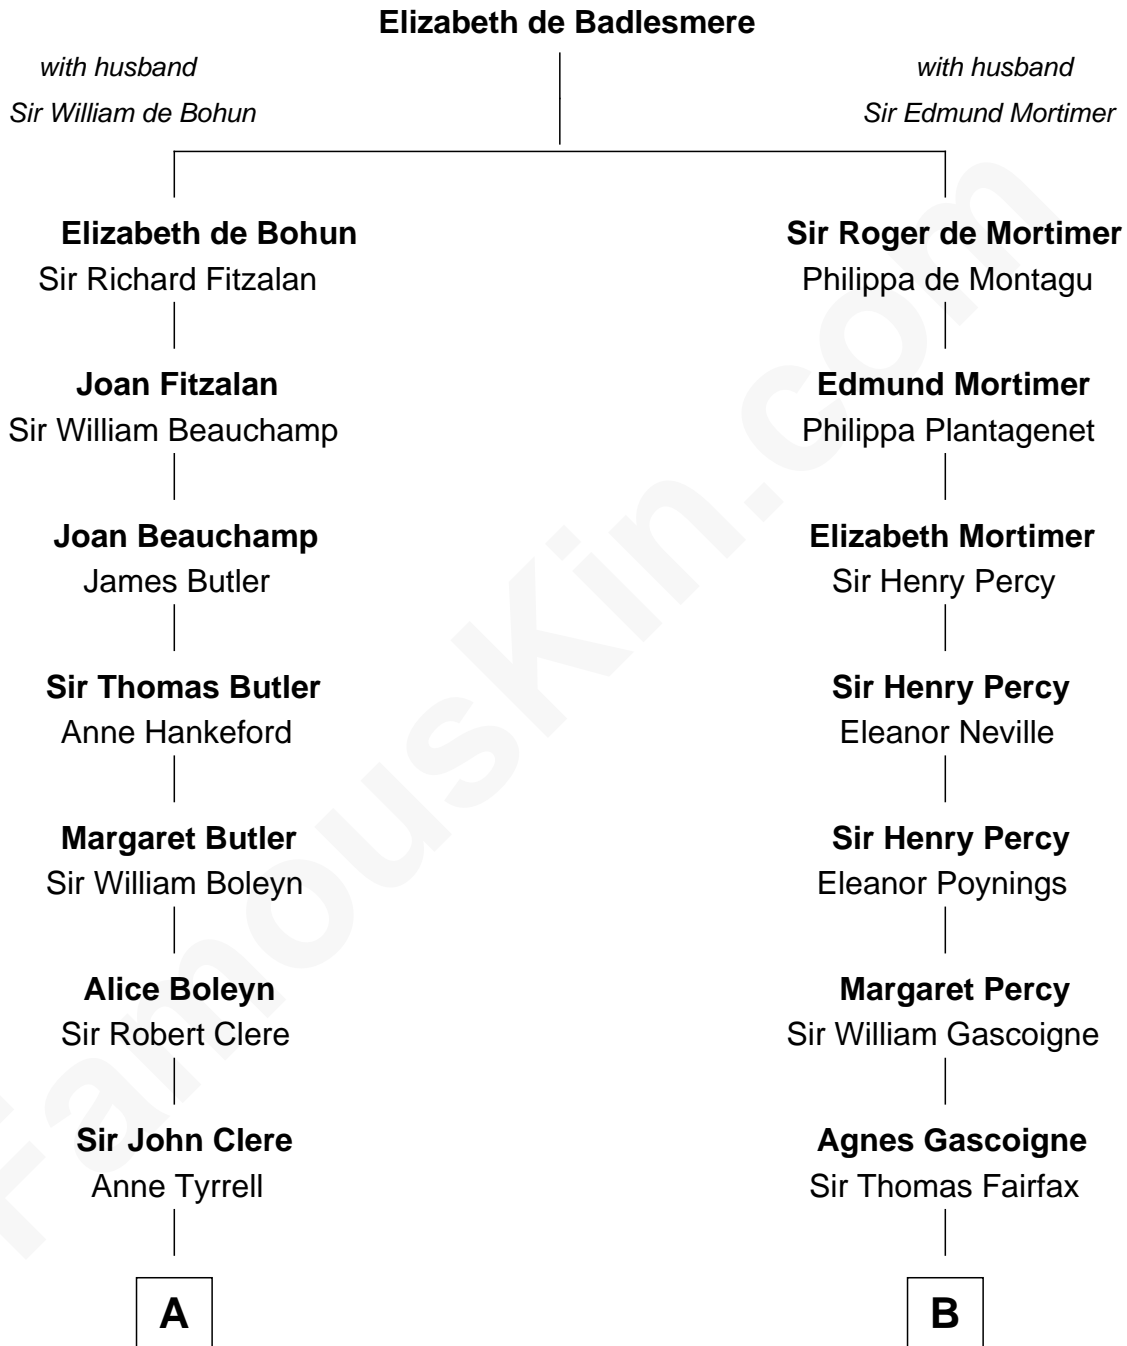 Elizabeth de Badlesmere
with husband
Sir William de Bohun
with husband
Sir Edmund Mortimer
Elizabeth de Bohun
Sir Richard Fitzalan
Joan Fitzalan
Sir William Beauchamp
Joan Beauchamp
James Butler
Sir Thomas Butler
Anne Hankeford
Margaret Butler
Sir William Boleyn
Alice Boleyn
Sir Robert Clere
Sir John Clere
Anne Tyrrell
A
Sir Roger de Mortimer
Philippa de Montagu
Edmund Mortimer
Philippa Plantagenet
Elizabeth Mortimer
Sir Henry Percy
Sir Henry Percy
Eleanor Neville
Sir Henry Percy
Eleanor Poynings
Margaret Percy
Sir William Gascoigne
Agnes Gascoigne
Sir Thomas Fairfax
B
FamousKin.com